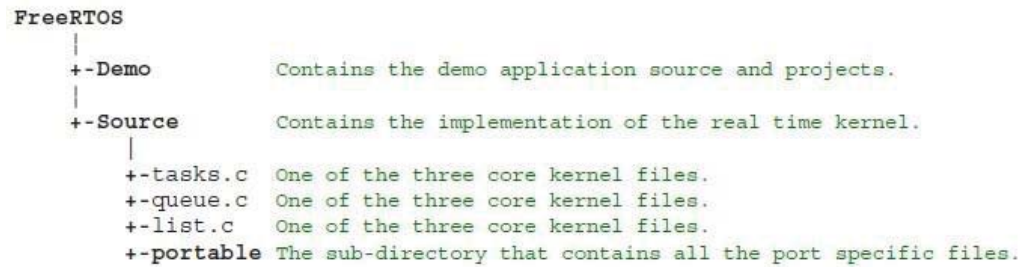 FreeRTOS
|
+-Demo Contains the demo application source and projects.
|
+-Source Contains the implementation of the real time kernel.
|
+-tasks.c One of the three core kernel files.
+-queue.c One of the three core kernel files.
+-list.c One of the three core kernel files.
+-portable The sub-directory that contains all the port specific files.